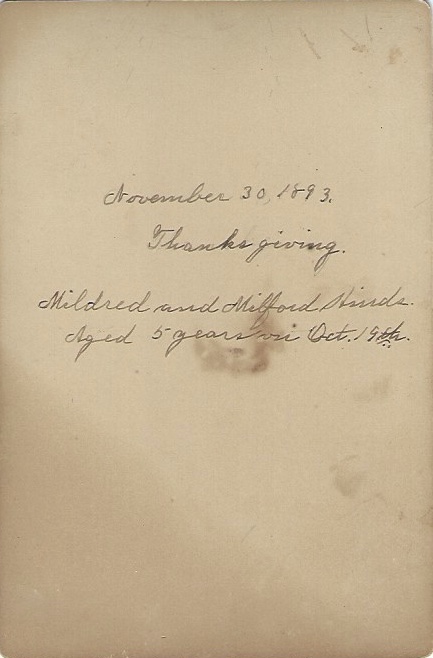 November 30, 1893.
Thanksgiving.
Mildred and Milford Hinds.
Aged 5 years on Oct. 19th.